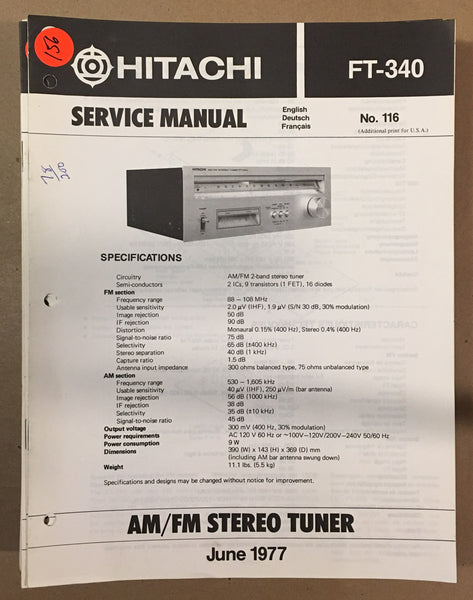 951
HITACHI
FT-340
SERVICE MANUAL
English
Deutsch
Français
No. 116
(Additional print for U.S.A.)
200
HITACHI
SPECIFICATIONS
Circuitry AM/FM 2-band stereo tuner
Semi-conductors 2 ICs, 9 transistors (1 FET), 16 diodes
FM section
Frequency range 88 – 108 MHz
Usable sensitivity 2.0 μV (IHF), 1.9 μV (S/N 30 dB, 30% modulation)
Image rejection 50 dB
IF rejection 90 dB
Distortion Monaural 0.15% (400 Hz), Stereo 0.4% (400 Hz)
Signal-to-noise ratio 75 dB
Selectivity 65 dB (±400 kHz)
Stereo separation 40 dB (1 kHz)
Capture ratio 1.5 dB
Antenna input impedance 300 ohms balanced type, 75 ohms unbalanced type
AM section
Frequency range 530 – 1,605 kHz
Usable sensitivity 40 μV (IHF), 250 μV/m (bar antenna)
Image rejection 56 dB (1000 kHz)
IF rejection 38 dB
Selectivity 35 dB (±10 kHz)
Signal-to-noise ratio 45 dB
Output voltage 300 mV (400 Hz, 30% modulation)
Power requirements AC 120 V 60 Hz or ~100V–120V/200V–240V 50/60 Hz
Power consumption 9 W
Dimensions 390 (W) x 143 (H) x 369 (D) mm
(including AM bar antenna swung down)
Weight 11.1 lbs. (5.5 kg)
Specifications and designs may be changed without notice for improvement.
AM/FM STEREO TUNER
June 1977